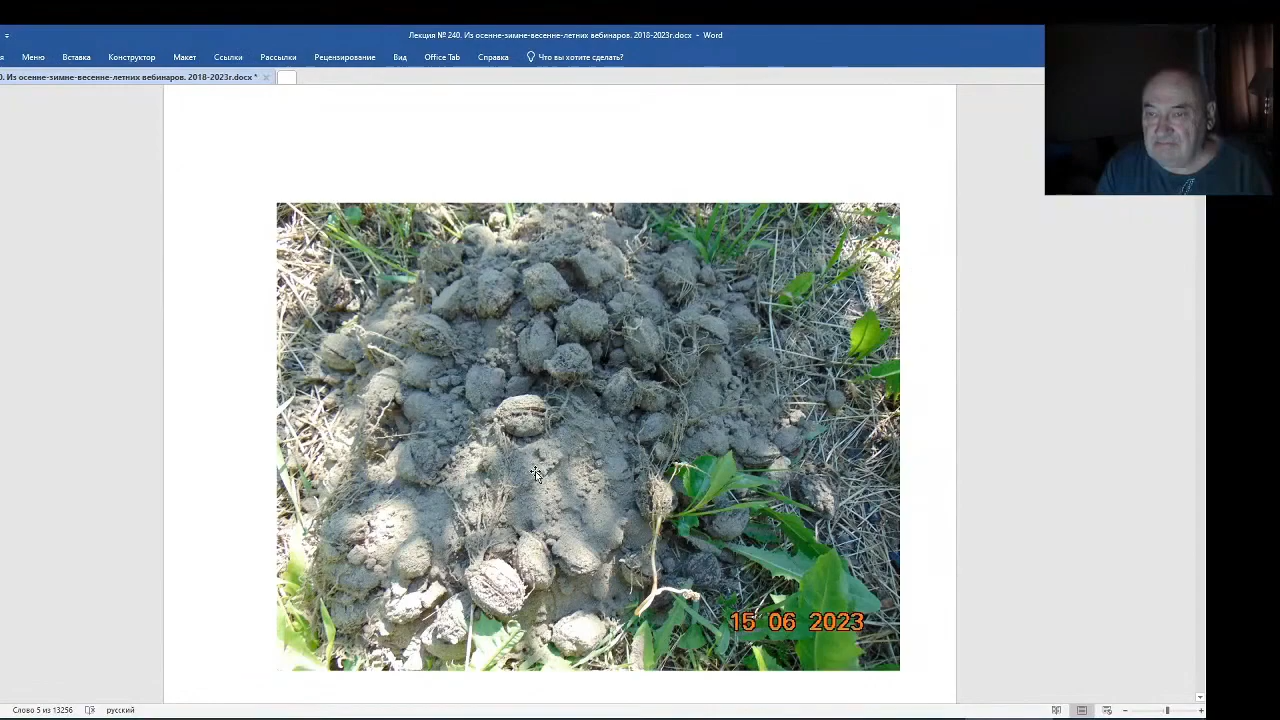 Лекция № 240. Из осенне-зимне-весенне-летних вебинаров. 2018-2023г.docx - Word
я Меню Вставка Конструктор Макет Ссылки Рассылки Рецензирование Вид Office Tab Справка Что вы хотите сделать?
0. Из осенне-зимне-весенне-летних вебинаров. 2018-2023г.docx *
15 06 2023
Слово 5 из 13256 русский